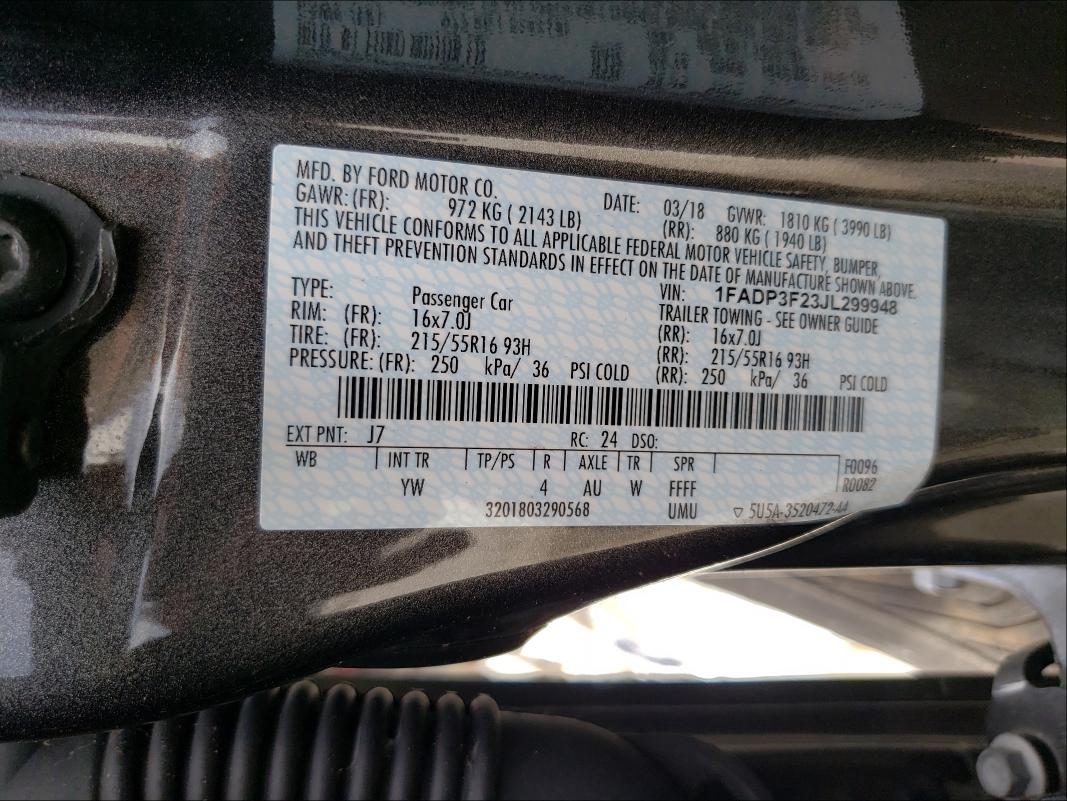 MFD. BY FORD MOTOR CO. DATE: 03/18 GVWR: 1810 KG ( 3990 LB)
GAWR: (FR): 972 KG ( 2143 LB) (RR): 880 KG ( 1940 LB)
THIS VEHICLE CONFORMS TO ALL APPLICABLE FEDERAL MOTOR VEHICLE SAFETY, BUMPER,
AND THEFT PREVENTION STANDARDS IN EFFECT ON THE DATE OF MANUFACTURE SHOWN ABOVE.
VIN: 1FADP3F23JL299948
TYPE: Passenger Car TRAILER TOWING - SEE OWNER GUIDE
RIM: (FR): 16x7.0J (RR): 16x7.0J
TIRE: (FR): 215/55R16 93H (RR): 215/55R16 93H
PRESSURE: (FR): 250 kPa/ 36 PSI COLD (RR): 250 kPa/ 36 PSI COLD
EXT PNT: J7 RC: 24 DSO:
WB INT TR TP/PS R AXLE TR SPR F0096
YW 4 AU W FFFF R0082
3201803290568 UMU ▽ 5U5A-3520472-AA